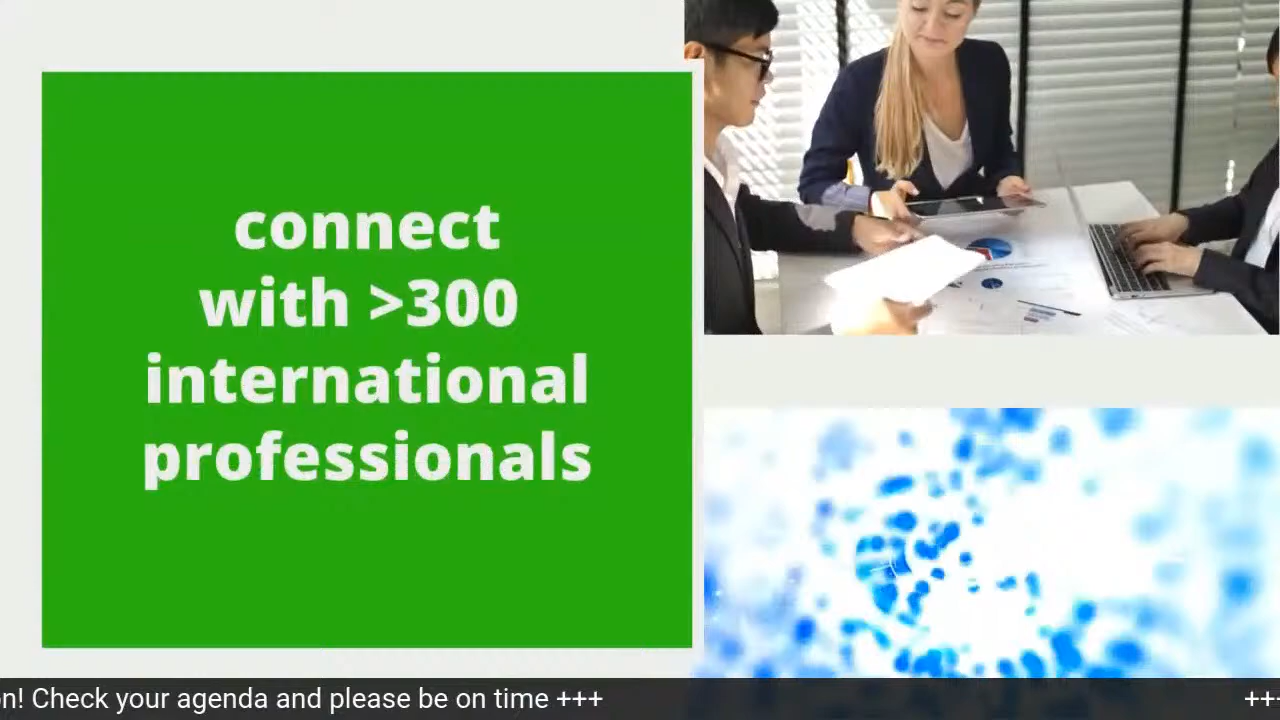 connect
with >300
international
professionals
n! Check your agenda and please be on time +++ ++